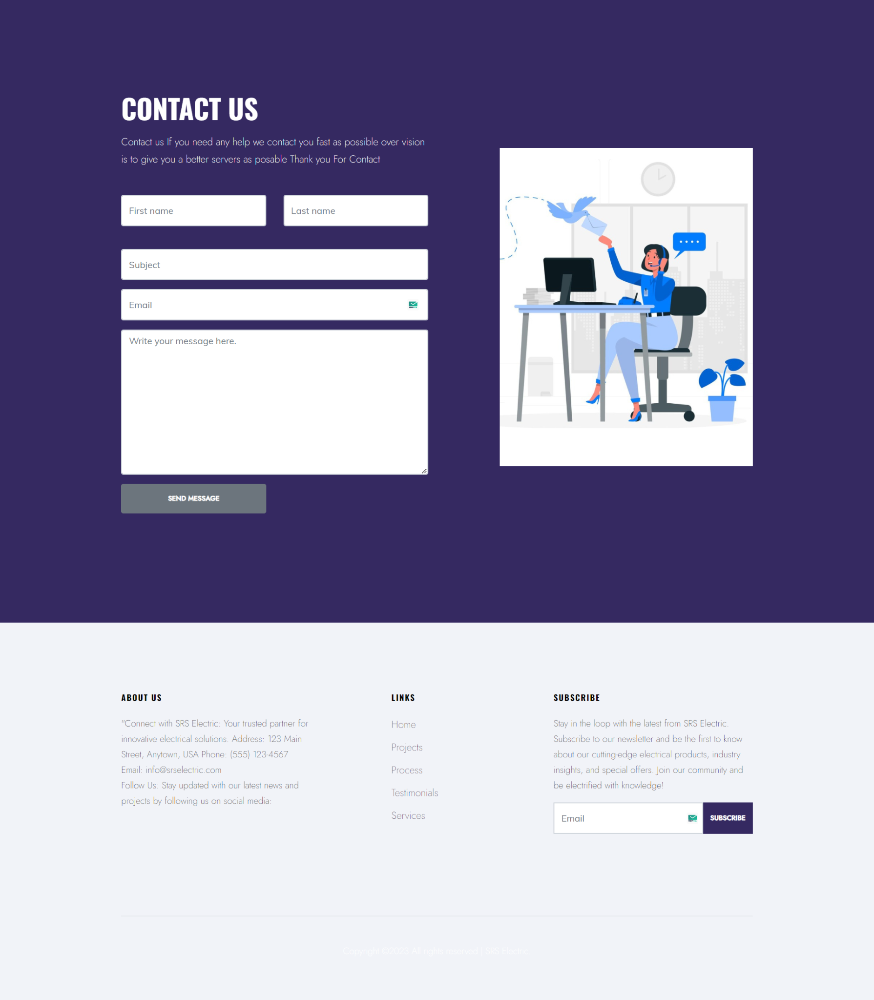 CONTACT US
Contact us If you need any help we contact you fast as possible over vision
is to give you a better servers as posable Thank you For Contact
First name
Last name
Subject
Email
Write your message here.
SEND MESSAGE
ABOUT US
"Connect with SRS Electric: Your trusted partner for
innovative electrical solutions. Address: 123 Main
Street, Anytown, USA Phone: (555) 123-4567
Email: info@srselectric.com
Follow Us: Stay updated with our latest news and
projects by following us on social media:
LINKS
Home
Projects
Process
Testimonials
Services
SUBSCRIBE
Stay in the loop with the latest from SRS Electric.
Subscribe to our newsletter and be the first to know
about our cutting-edge electrical products, industry
insights, and special offers. Join our community and
be electrified with knowledge!
Email
SUBSCRIBE
Copyright ©2023 All rights reserved | SRS Electric.